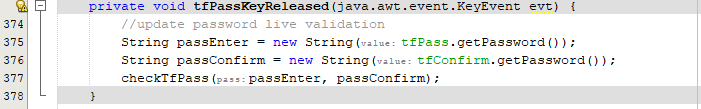 private void tfPassKeyReleased(java.awt.event.KeyEvent evt) {
374 //update password live validation
375 String passEnter = new String(value: tfPass.getPassword());
376 String passConfirm = new String(value: tfConfirm.getPassword());
377 checkTfPass(pass: passEnter, passConfirm);
378 }